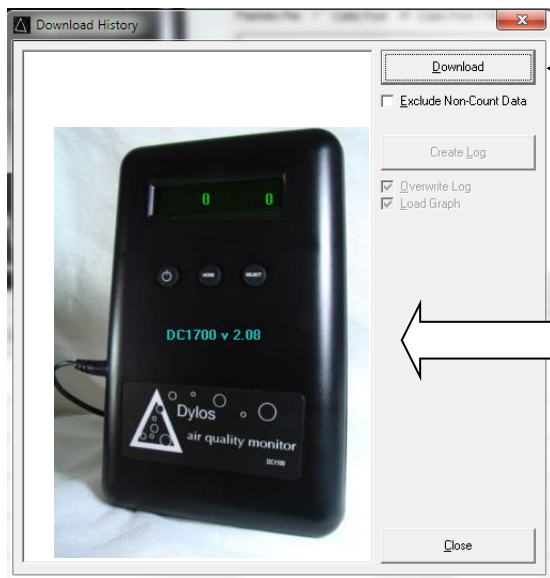 Download History
Download
Exclude Non-Count Data
Create Log
Overwrite Log
Load Graph
0 0
MODE SELECT
DC1700 v 2.08
Dylos
air quality monitor
DC1100
Close